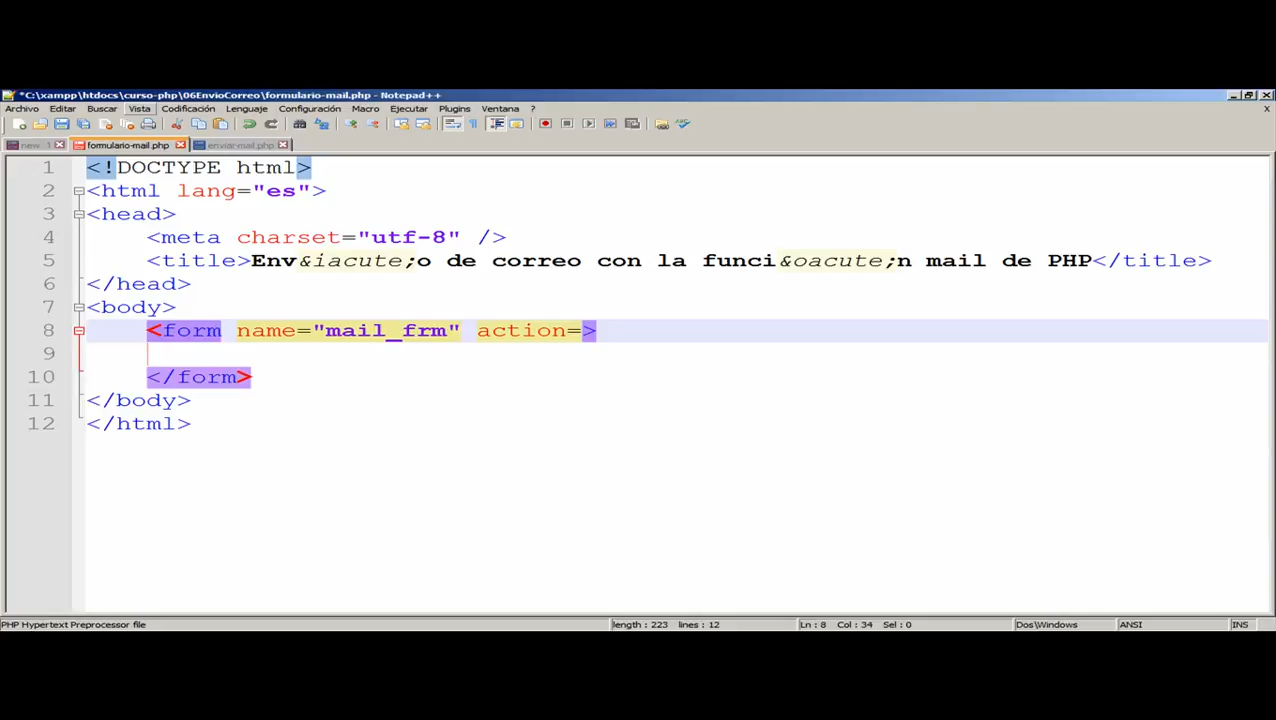 *C:\xampp\htdocs\curso-php\06EnvioCorreo\formulario-mail.php - Notepad++
Archivo Editar Buscar Vista Codificación Lenguaje Configuración Macro Ejecutar Plugins Ventana ? X
new 1 formulario-mail.php enviar-mail.php
1 <!DOCTYPE html>
2 <html lang="es">
3 <head>
4 <meta charset="utf-8" />
5 <title>Env&iacute;o de correo con la funci&oacute;n mail de PHP</title>
6 </head>
7 <body>
8 <form name="mail_frm" action=>
9
10 </form>
11 </body>
12 </html>
PHP Hypertext Preprocessor file length : 223 lines : 12 Ln : 8 Col : 34 Sel : 0 Dos\Windows ANSI INS